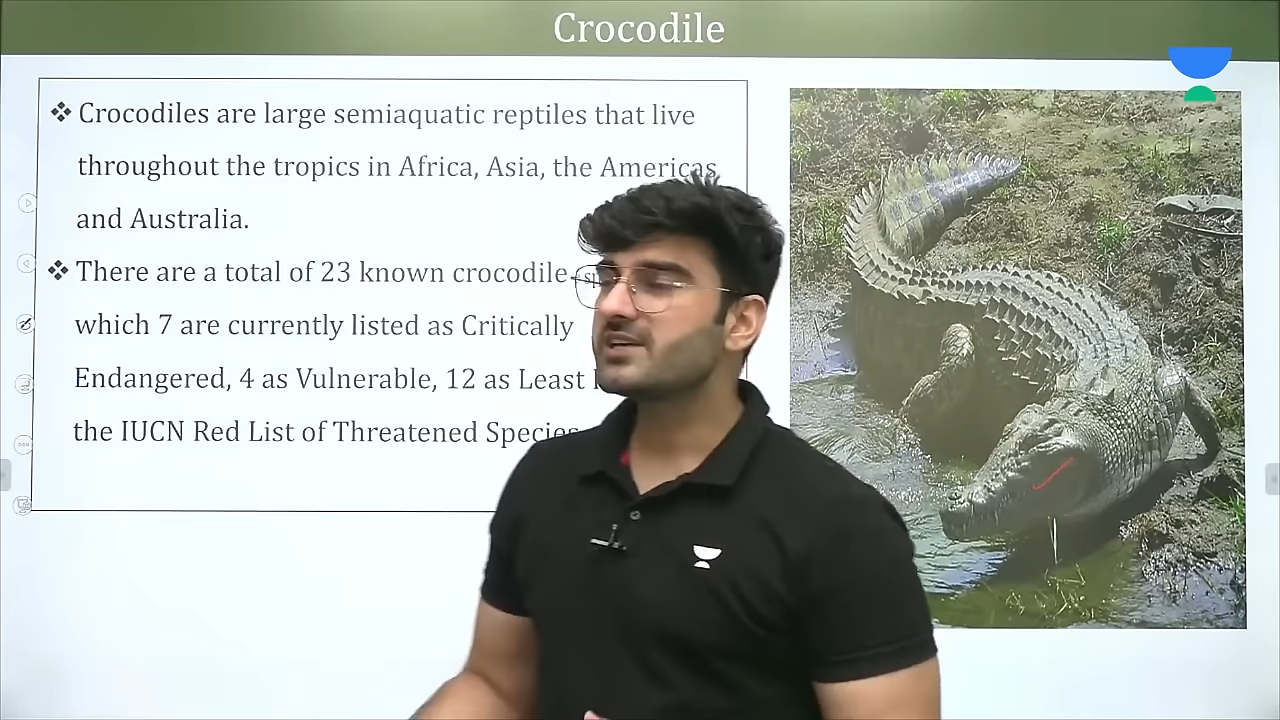 Crocodile
❖ Crocodiles are large semiaquatic reptiles that live
throughout the tropics in Africa, Asia, the Americas
and Australia.
❖ There are a total of 23 known crocodile
which 7 are currently listed as Critically
Endangered, 4 as Vulnerable, 12 as Least
the IUCN Red List of Threatened Species